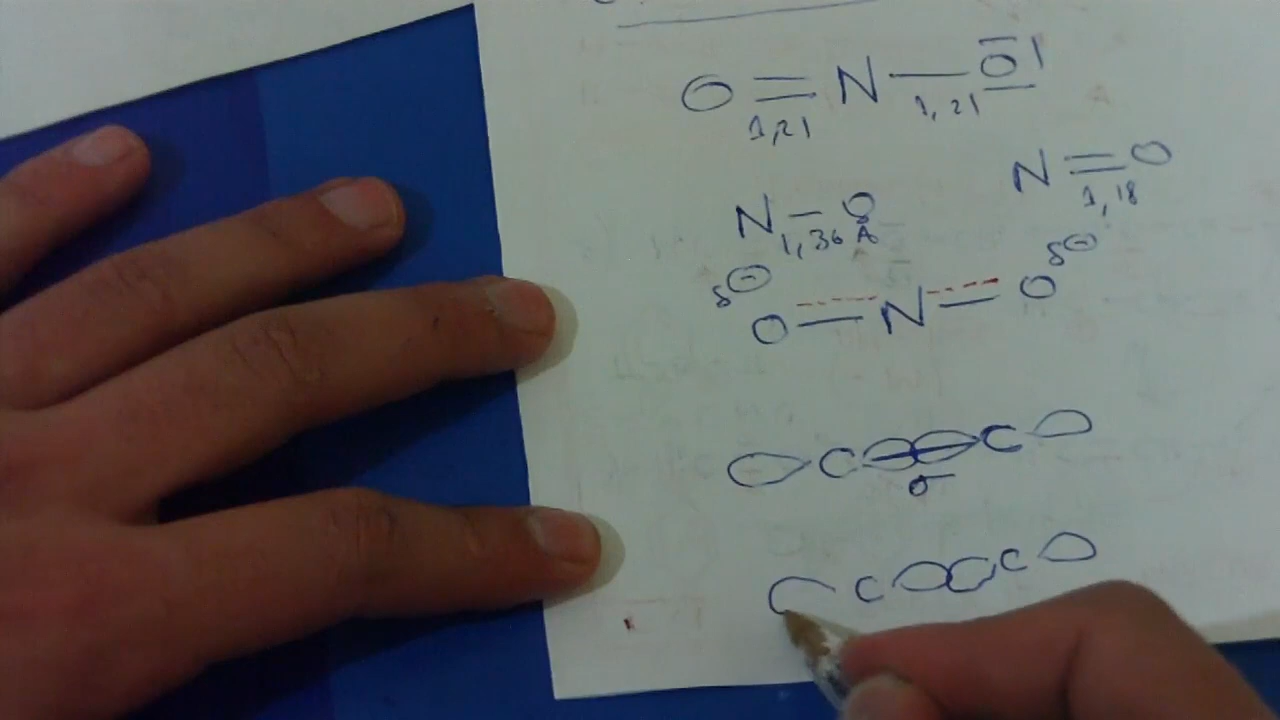 O = N — O
1,21 1,21
N = O
1,18
N – O
1,36 Å
δ⊖ δ⊖
O — N — O
C C
σ
C C